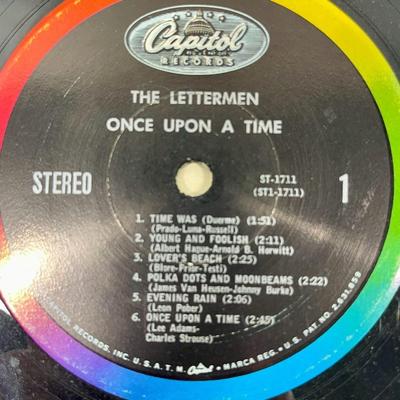 Capitol
RECORDS
THE LETTERMEN
ONCE UPON A TIME
STEREO
ST-1711
(ST1-1711)
1
1. TIME WAS (Duerme) (1:51)
(Prado-Luna-Russell)
2. YOUNG AND FOOLISH (2:11)
(Albert Hague-Arnold B. Horwitt)
3. LOVER'S BEACH (2:25)
(Blore-Frior-Testi)
4. POLKA DOTS AND MOONBEAMS (2:22)
(James Van Heusen-Johnny Burke)
5. EVENING RAIN (2:06)
(Leon Pober)
6. ONCE UPON A TIME (2:45)
(Lee Adams-
Charles Strouse)
CAPITOL RECORDS, INC. U.S.A. T.M. Capitol MARCA REG. • U.S. PAT. NO. 2,631,859